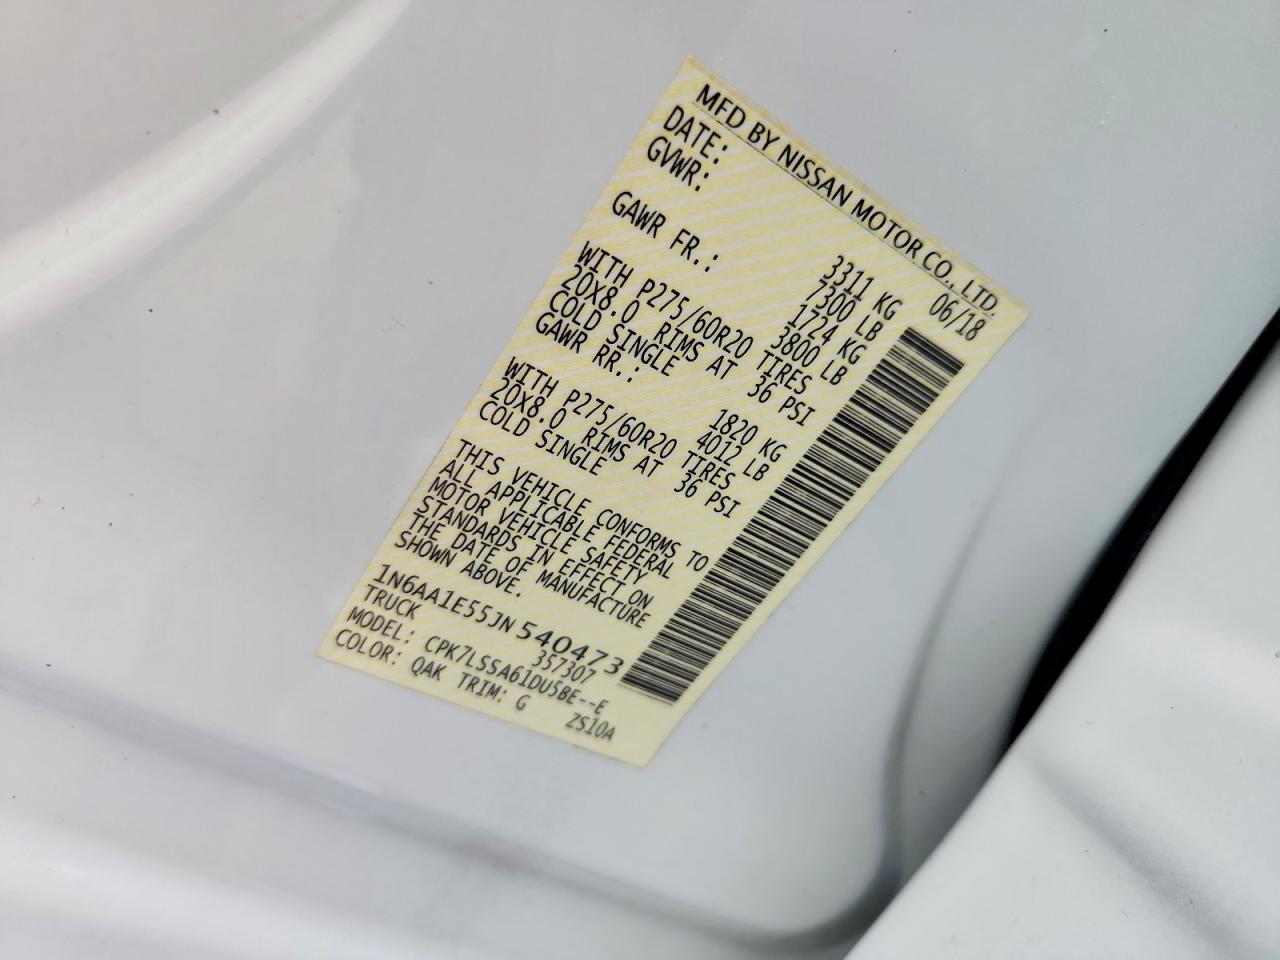 MFD BY NISSAN MOTOR CO., LTD.
DATE: 06/18
GVWR: 3311 KG
7300 LB
GAWR FR.: 1724 KG
3800 LB
WITH P275/60R20 TIRES
20X8.0 RIMS AT 36 PSI
COLD SINGLE
GAWR RR.: 1820 KG
4012 LB
WITH P275/60R20 TIRES
20X8.0 RIMS AT 36 PSI
COLD SINGLE
THIS VEHICLE CONFORMS TO
ALL APPLICABLE FEDERAL
MOTOR VEHICLE SAFETY
STANDARDS IN EFFECT ON
THE DATE OF MANUFACTURE
SHOWN ABOVE.
1N6AA1E55JN540473
TRUCK 357307
MODEL: CPK7LSSA61DU5BE--E
COLOR: QAK TRIM: G ZS10A